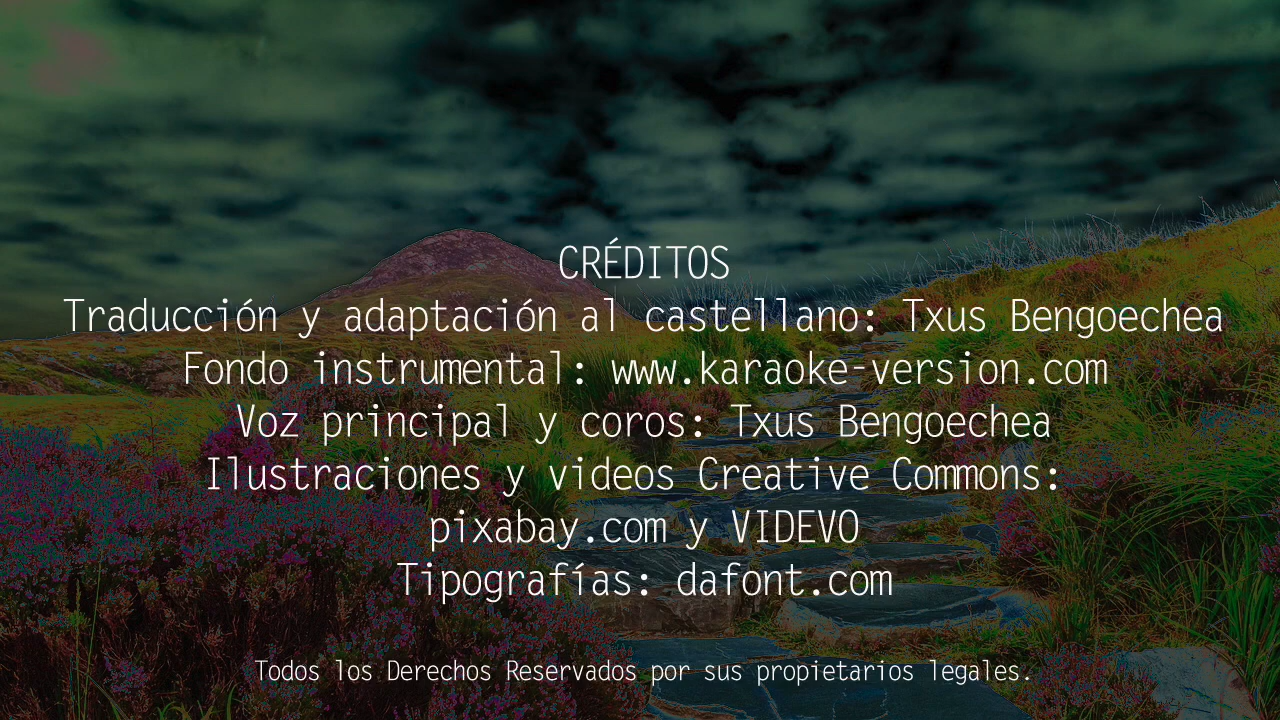 CRÉDITOS
Traducción y adaptación al castellano: Txus Bengoechea
Fondo instrumental: www.karaoke-version.com
Voz principal y coros: Txus Bengoechea
Ilustraciones y videos Creative Commons:
pixabay.com y VIDEVO
Tipografías: dafont.com
Todos los Derechos Reservados por sus propietarios legales.